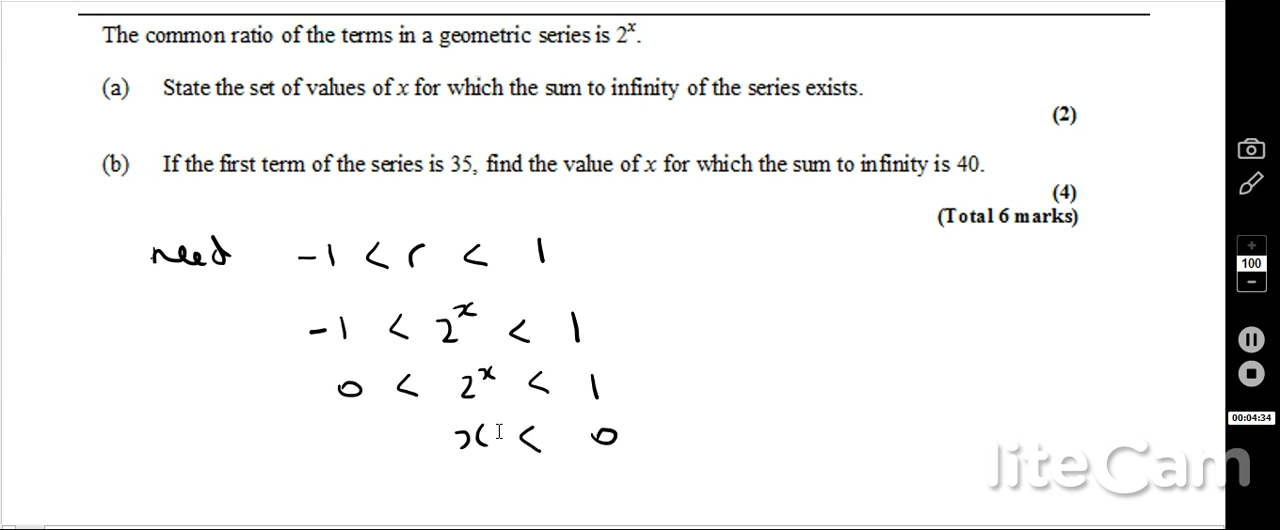 The common ratio of the terms in a geometric series is 2ˣ.
(a) State the set of values of x for which the sum to infinity of the series exists.
(2)
(b) If the first term of the series is 35, find the value of x for which the sum to infinity is 40.
(4)
(Total 6 marks)
need -1 < r < 1
-1 < 2ˣ < 1
0 < 2ˣ < 1
x < 0
+
100
-
00:04:34
liteCam